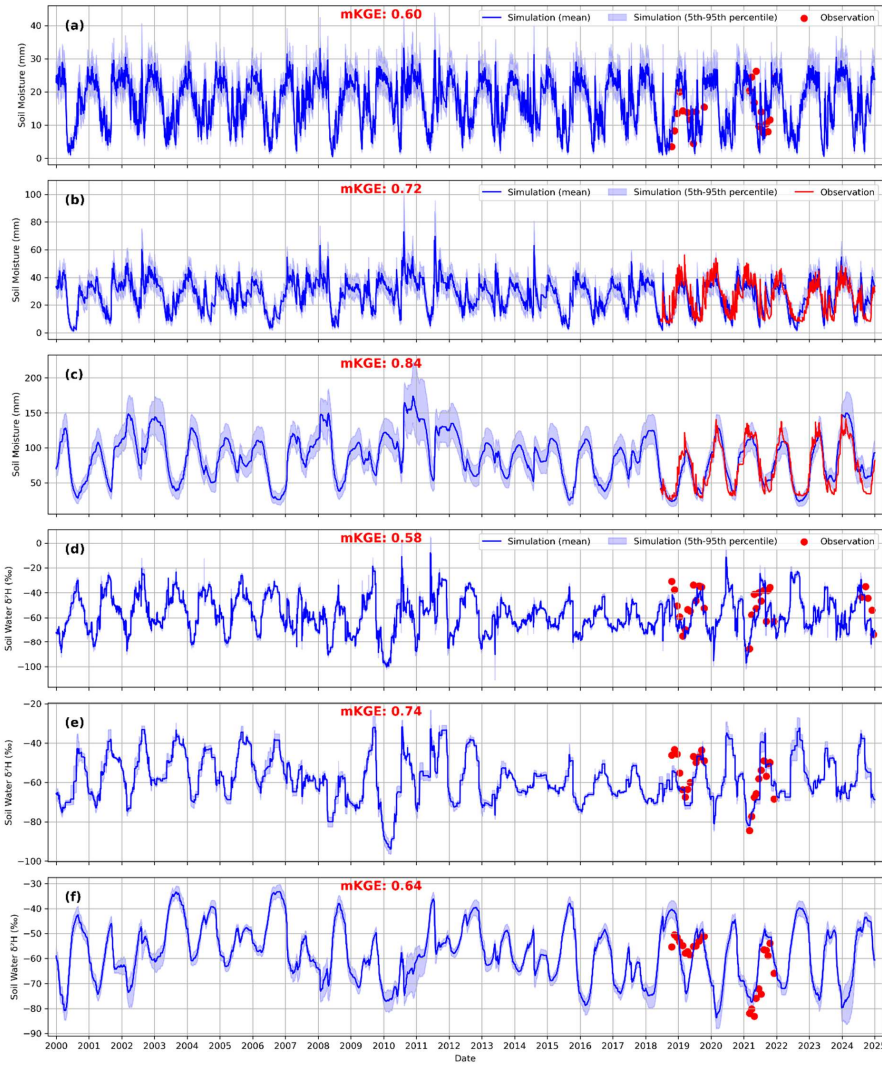 mKGE: 0.60
(a)
Simulation (mean) Simulation (5th-95th percentile) Observation
Soil Moisture (mm)
40
30
20
10
0
mKGE: 0.72
(b)
Simulation (mean) Simulation (5th-95th percentile) Observation
Soil Moisture (mm)
100
80
60
40
20
0
mKGE: 0.84
(c)
Soil Moisture (mm)
200
150
100
50
mKGE: 0.58
(d)
Simulation (mean) Simulation (5th-95th percentile) Observation
Soil Water δ²H (‰)
0
−20
−40
−60
−80
−100
mKGE: 0.74
(e)
Soil Water δ²H (‰)
−20
−40
−60
−80
−100
mKGE: 0.64
(f)
Soil Water δ²H (‰)
−30
−40
−50
−60
−70
−80
−90
2000 2001 2002 2003 2004 2005 2006 2007 2008 2009 2010 2011 2012 2013 2014 2015 2016 2017 2018 2019 2020 2021 2022 2023 2024 2025
Date